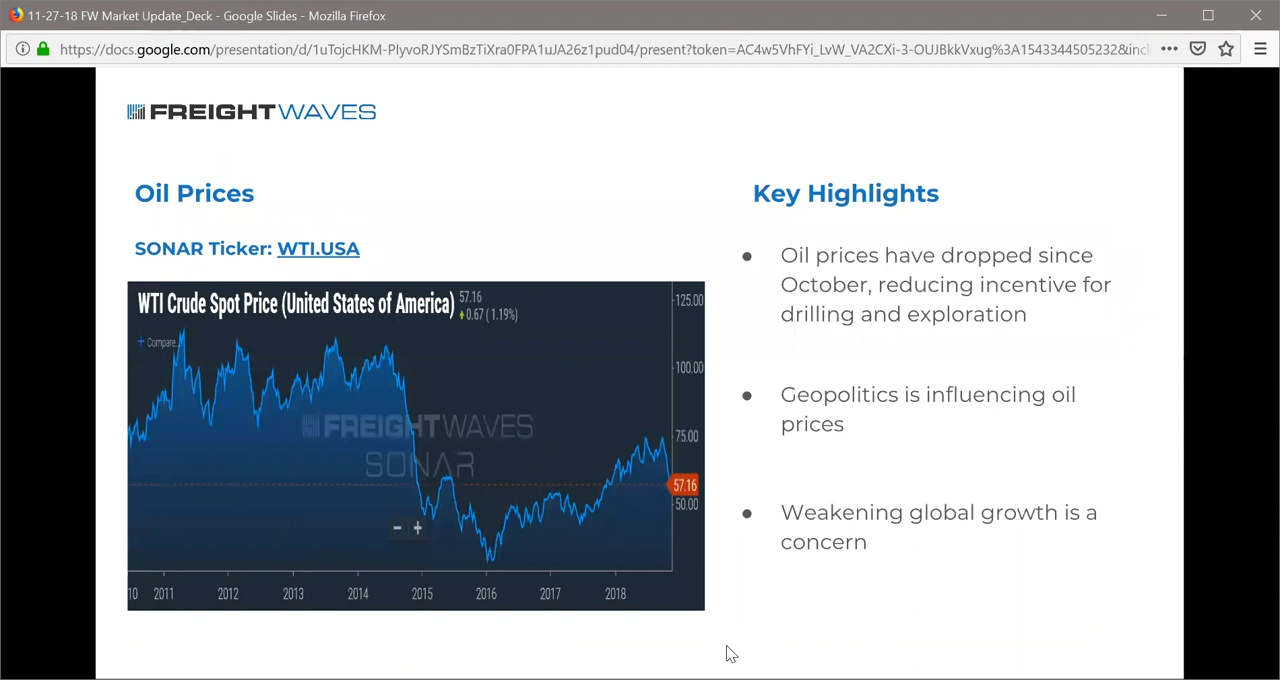 11-27-18 FW Market Update_Deck - Google Slides - Mozilla Firefox
https://docs.google.com/presentation/d/1uTojcHKM-PIyvoRJYSmBzTiXra0FPA1uJA26z1pud04/present?token=AC4w5VhFYi_LvW_VA2CXi-3-OUJBkkVxug%3A1543344505232&incl
FREIGHTWAVES
Oil Prices
SONAR Ticker: WTI.USA
WTI Crude Spot Price (United States of America)
57.16
0.67 ( 1.19%)
+ Compare...
FREIGHTWAVES
SONAR
125.00
100.00
75.00
57.16
50.00
− +
10 2011 2012 2013 2014 2015 2016 2017 2018
Key Highlights
● Oil prices have dropped since
October, reducing incentive for
drilling and exploration
● Geopolitics is influencing oil
prices
● Weakening global growth is a
concern